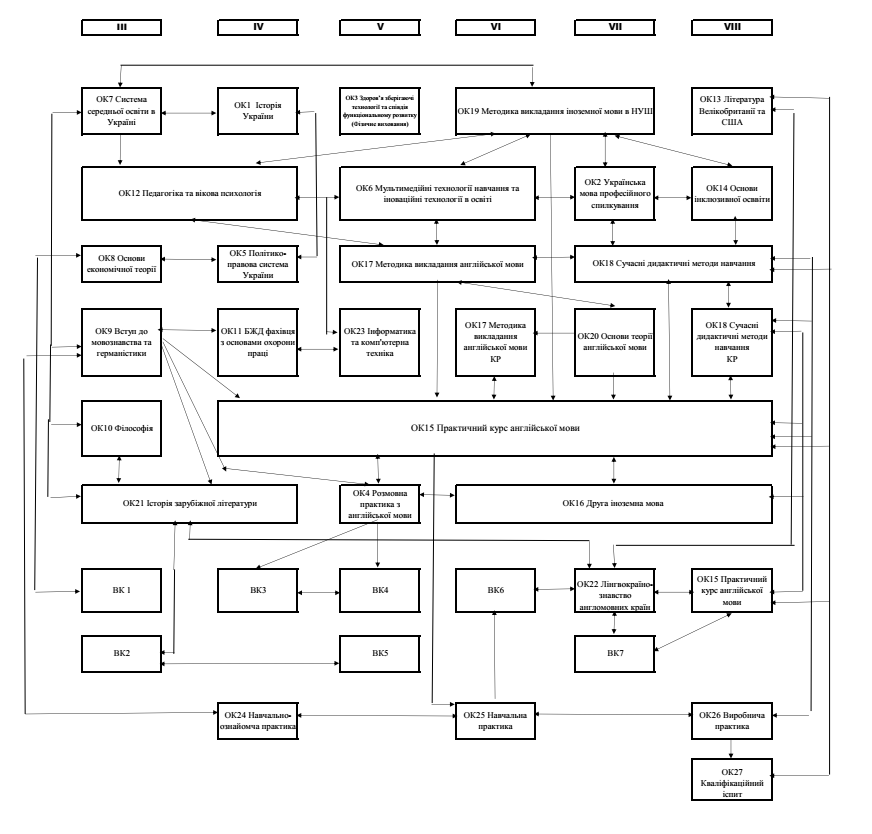 III IV V VI VII VIII
ОК7 Система
середньої освіти в
Україні
ОК1 Історія
України
ОК3 Здоров'я зберігаючі
технології та спвідія
функціональному розвитку
(Фізичне виховання)
ОК19 Методика викладання іноземної мови в НУШ
ОК13 Література
Велікобританії та
США
ОК12 Педагогіка та вікова психологія
ОК6 Мультимедійні технології навчання та
іноваційні технології в освіті
ОК2 Українська
мова професійного
спилкування
ОК14 Основи
інклюзивної освзіти
ОК8 Основи
економічної теорії
ОК5 Політико-
правова система
України
ОК17 Методика викладання англійської мови
ОК18 Сучасні дидактичні методи навчання
ОК9 Вступ до
мовознавства та
германістики
ОК11 БЖД фахівця
з основами охорони
праці
ОК23 Інформатика
та комп'ютерна
техніка
ОК17 Методика
викладання
англійської мови
КР
ОК20 Основи теорії
англійської мови
ОК18 Сучасні
дидактичні методи
навчання
КР
ОК10 Філософія
ОК15 Практичний курс англійської мови
ОК21 Історія зарубіжної літератури
ОК4 Розмовна
практика з
англійської мови
ОК16 Друга іноземна мова
ВК 1
ВК3
ВК4
ВК6
ОК22 Лінгвокраїно-
знавство
англомовних країн
ОК15 Практичний
курс англійської
мови
ВК2
ВК5
ВК7
ОК24 Навчально-
ознайомча практика
ОК25 Навчальна
практика
ОК26 Виробнича
практика
ОК27
Кваліфікаційний
іспит